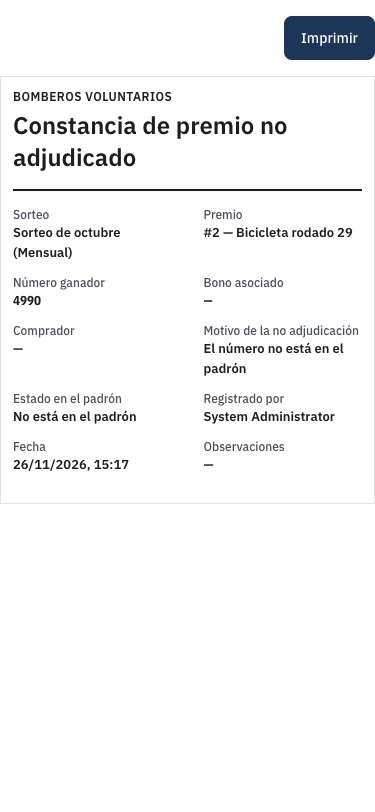 Imprimir
BOMBEROS VOLUNTARIOS
Constancia de premio no
adjudicado
Sorteo
Sorteo de octubre
(Mensual)
Premio
#2 — Bicicleta rodado 29
Número ganador
4990
Bono asociado
—
Comprador
—
Motivo de la no adjudicación
El número no está en el
padrón
Estado en el padrón
No está en el padrón
Registrado por
System Administrator
Fecha
26/11/2026, 15:17
Observaciones
—